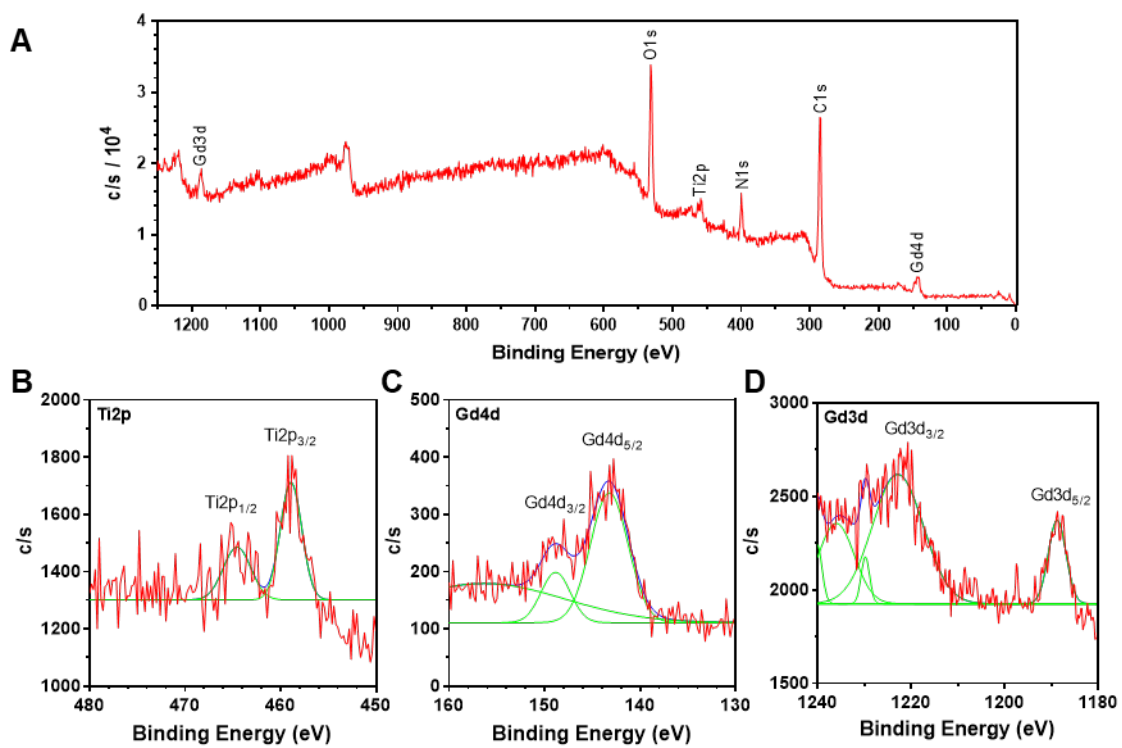 A
c/s / 10⁴
4
3
2
1
0
Gd3d
O1s
Ti2p
N1s
C1s
Gd4d
1200 1100 1000 900 800 700 600 500 400 300 200 100 0
Binding Energy (eV)
B
Ti2p
c/s
2000
1800
1600
1400
1200
1000
Ti2p1/2
Ti2p3/2
480 470 460 450
Binding Energy (eV)
C
Gd4d
c/s
500
400
300
200
100
0
Gd4d3/2
Gd4d5/2
160 150 140 130
Binding Energy (eV)
D
Gd3d
c/s
3000
2500
2000
1500
Gd3d3/2
Gd3d5/2
1240 1220 1200 1180
Binding Energy (eV)